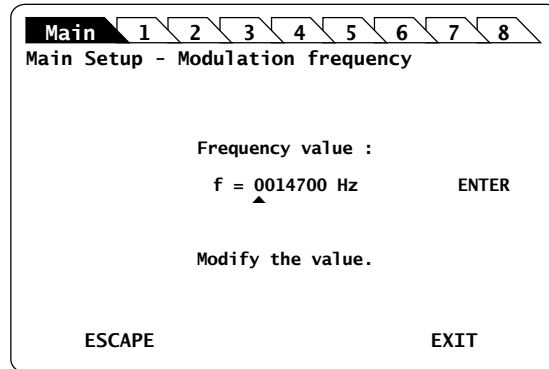 Main 1 2 3 4 5 6 7 8
Main Setup - Modulation frequency
Frequency value :
f = 0014700 Hz ENTER
Modify the value.
ESCAPE EXIT